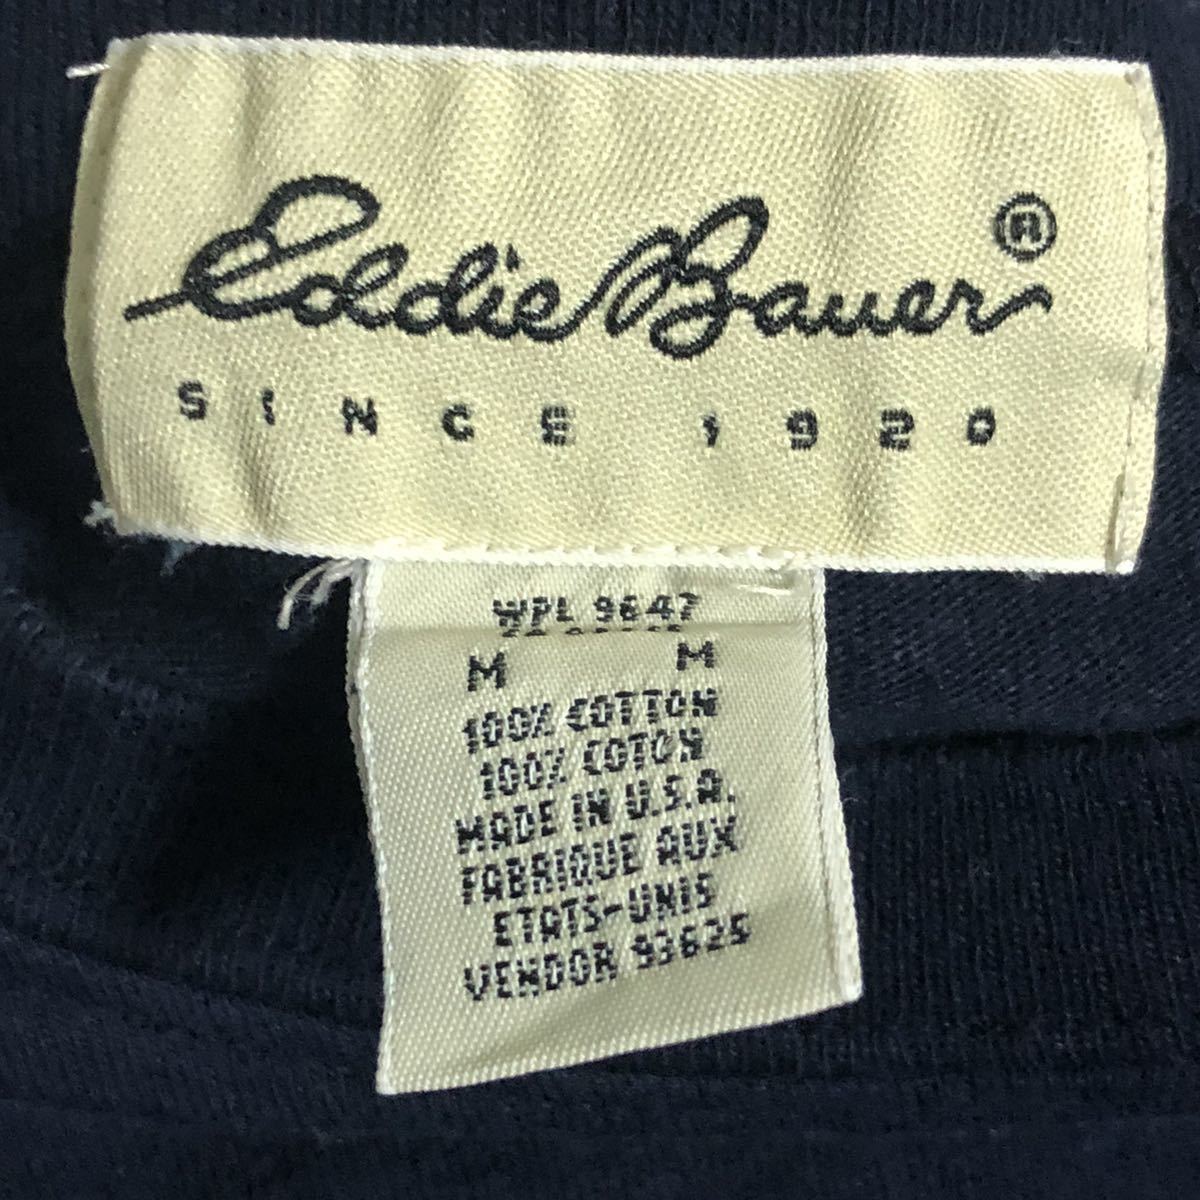 Eddie Bauer ®
SINCE 1920
WPL 9647
M M
100% COTTON
100% COTON
MADE IN U.S.A.
FABRIQUE AUX
ETATS-UNIS
VENDOR 93625